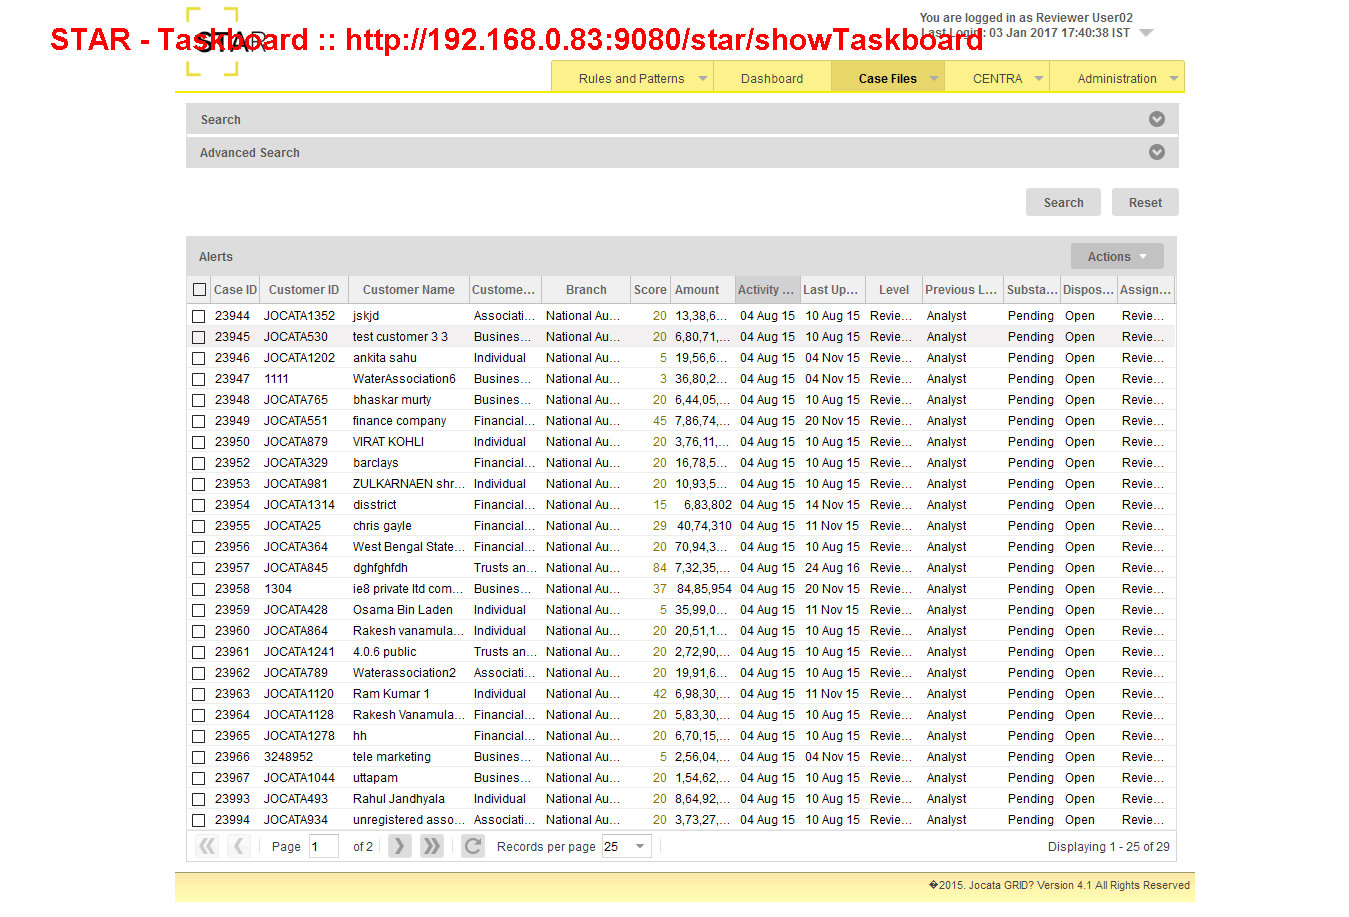 You are logged in as Reviewer User02
STAR - Taskboard :: http://192.168.0.83:9080/star/showTaskboard
STAR
Last Login : 03 Jan 2017 17:40:38 IST
Rules and Patterns Dashboard Case Files CENTRA Administration
Search
Advanced Search
Search Reset
Alerts Actions
Case ID Customer ID Customer Name Custome... Branch Score Amount Activity ... Last Up... Level Previous L... Substa... Dispos... Assign...
23944 JOCATA1352 jskjd Associati... National Au... 20 13,38,6... 04 Aug 15 10 Aug 15 Revie... Analyst Pending Open Revie...
23945 JOCATA530 test customer 3 3 Busines... National Au... 20 6,80,71,... 04 Aug 15 10 Aug 15 Revie... Analyst Pending Open Revie...
23946 JOCATA1202 ankita sahu Individual National Au... 5 19,56,6... 04 Aug 15 04 Nov 15 Revie... Analyst Pending Open Revie...
23947 1111 WaterAssociation6 Busines... National Au... 3 36,80,2... 04 Aug 15 04 Nov 15 Revie... Analyst Pending Open Revie...
23948 JOCATA765 bhaskar murty Busines... National Au... 20 6,44,05,... 04 Aug 15 10 Aug 15 Revie... Analyst Pending Open Revie...
23949 JOCATA551 finance company Financial... National Au... 45 7,86,74,... 04 Aug 15 20 Nov 15 Revie... Analyst Pending Open Revie...
23950 JOCATA879 VIRAT KOHLI Individual National Au... 20 3,76,11,... 04 Aug 15 10 Aug 15 Revie... Analyst Pending Open Revie...
23952 JOCATA329 barclays Financial... National Au... 20 16,78,5... 04 Aug 15 10 Aug 15 Revie... Analyst Pending Open Revie...
23953 JOCATA981 ZULKARNAEN shr... Individual National Au... 20 10,93,5... 04 Aug 15 10 Aug 15 Revie... Analyst Pending Open Revie...
23954 JOCATA1314 disstrict Financial... National Au... 15 6,83,802 04 Aug 15 14 Nov 15 Revie... Analyst Pending Open Revie...
23955 JOCATA25 chris gayle Financial... National Au... 29 40,74,310 04 Aug 15 11 Nov 15 Revie... Analyst Pending Open Revie...
23956 JOCATA364 West Bengal State... Financial... National Au... 20 70,94,3... 04 Aug 15 10 Aug 15 Revie... Analyst Pending Open Revie...
23957 JOCATA845 dghfghfdh Trusts an... National Au... 84 7,32,35,... 04 Aug 15 24 Aug 16 Revie... Analyst Pending Open Revie...
23958 1304 ie8 private ltd com... Busines... National Au... 37 84,85,954 04 Aug 15 20 Nov 15 Revie... Analyst Pending Open Revie...
23959 JOCATA428 Osama Bin Laden Individual National Au... 5 35,99,0... 04 Aug 15 11 Nov 15 Revie... Analyst Pending Open Revie...
23960 JOCATA864 Rakesh vanamula... Individual National Au... 20 20,51,1... 04 Aug 15 10 Aug 15 Revie... Analyst Pending Open Revie...
23961 JOCATA1241 4.0.6 public Trusts an... National Au... 20 2,72,90,... 04 Aug 15 10 Aug 15 Revie... Analyst Pending Open Revie...
23962 JOCATA789 Waterassociation2 Associati... National Au... 20 19,91,6... 04 Aug 15 10 Aug 15 Revie... Analyst Pending Open Revie...
23963 JOCATA1120 Ram Kumar 1 Individual National Au... 42 6,98,30,... 04 Aug 15 11 Nov 15 Revie... Analyst Pending Open Revie...
23964 JOCATA1128 Rakesh Vanamula... Financial... National Au... 20 5,83,30,... 04 Aug 15 10 Aug 15 Revie... Analyst Pending Open Revie...
23965 JOCATA1278 hh Financial... National Au... 20 6,70,15,... 04 Aug 15 10 Aug 15 Revie... Analyst Pending Open Revie...
23966 3248952 tele marketing Busines... National Au... 5 2,56,04,... 04 Aug 15 04 Nov 15 Revie... Analyst Pending Open Revie...
23967 JOCATA1044 uttapam Busines... National Au... 20 1,54,62,... 04 Aug 15 10 Aug 15 Revie... Analyst Pending Open Revie...
23993 JOCATA493 Rahul Jandhyala Individual National Au... 20 8,64,92,... 04 Aug 15 10 Aug 15 Revie... Analyst Pending Open Revie...
23994 JOCATA934 unregistered asso... Associati... National Au... 20 3,73,27,... 04 Aug 15 10 Aug 15 Revie... Analyst Pending Open Revie...
Page 1 of 2 Records per page 25 Displaying 1 - 25 of 29
�2015. Jocata GRID? Version 4.1 All Rights Reserved